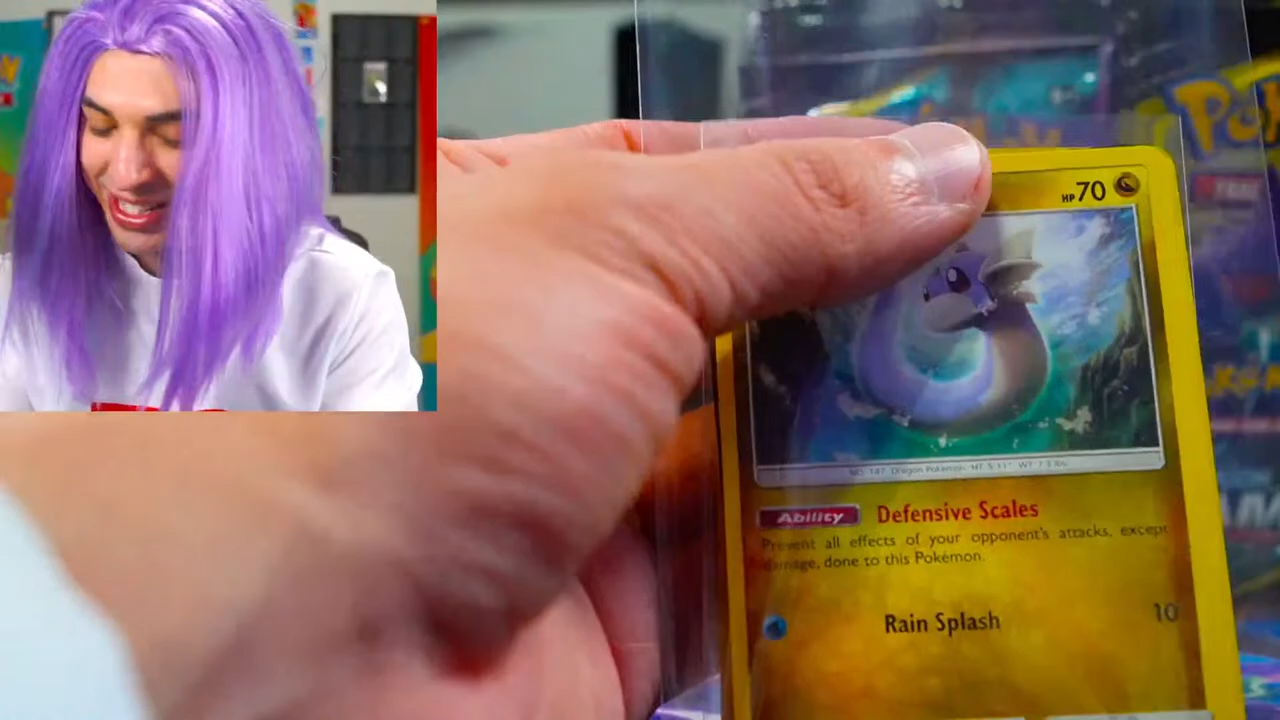 HP 70
NO. 147 Dragon Pokémon HT: 5'11" WT: 7.3 lbs.
Ability Defensive Scales
Prevent all effects of your opponent's attacks, except
damage, done to this Pokémon.
Rain Splash 10